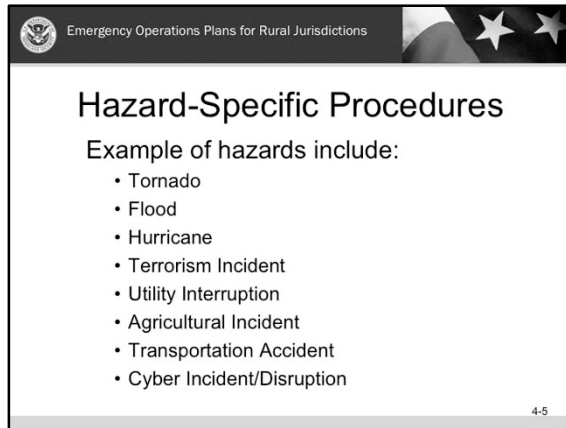 Emergency Operations Plans for Rural Jurisdictions
Hazard-Specific Procedures
Example of hazards include:
• Tornado
• Flood
• Hurricane
• Terrorism Incident
• Utility Interruption
• Agricultural Incident
• Transportation Accident
• Cyber Incident/Disruption
4-5